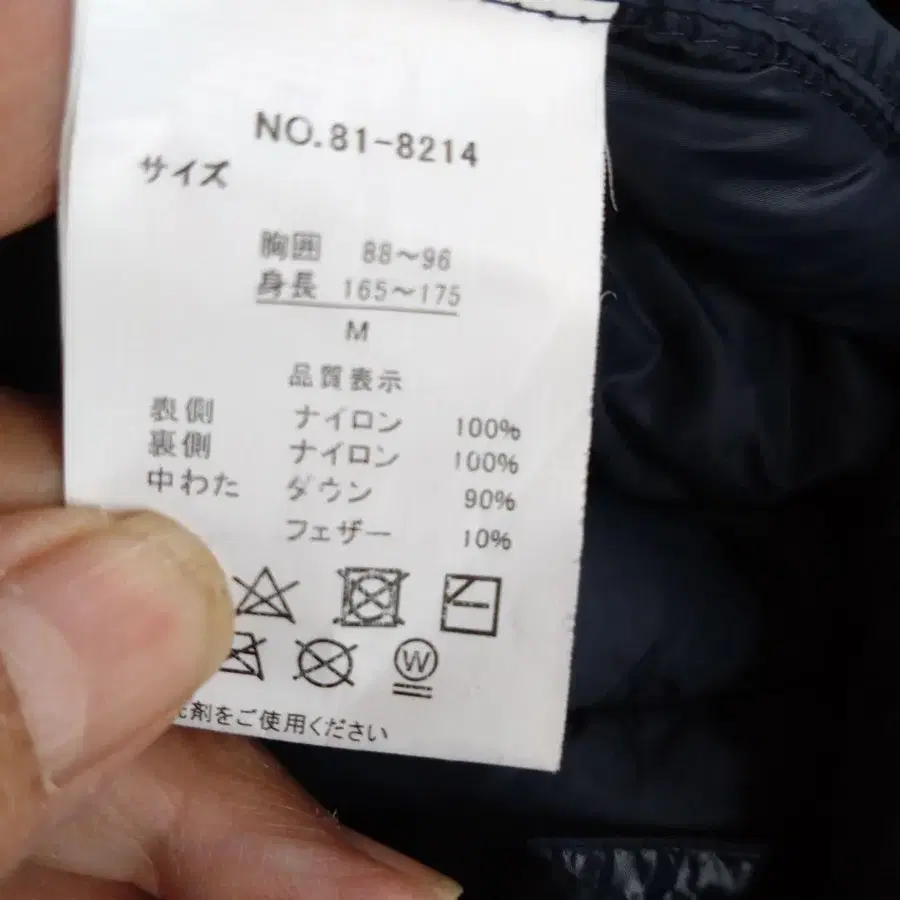 NO.81-8214
サイズ
胸囲 88～96
身長 165～175
M
品質表示
表側 ナイロン 100%
裏側 ナイロン 100%
中わた ダウン 90%
フェザー 10%
W
剤をご使用ください